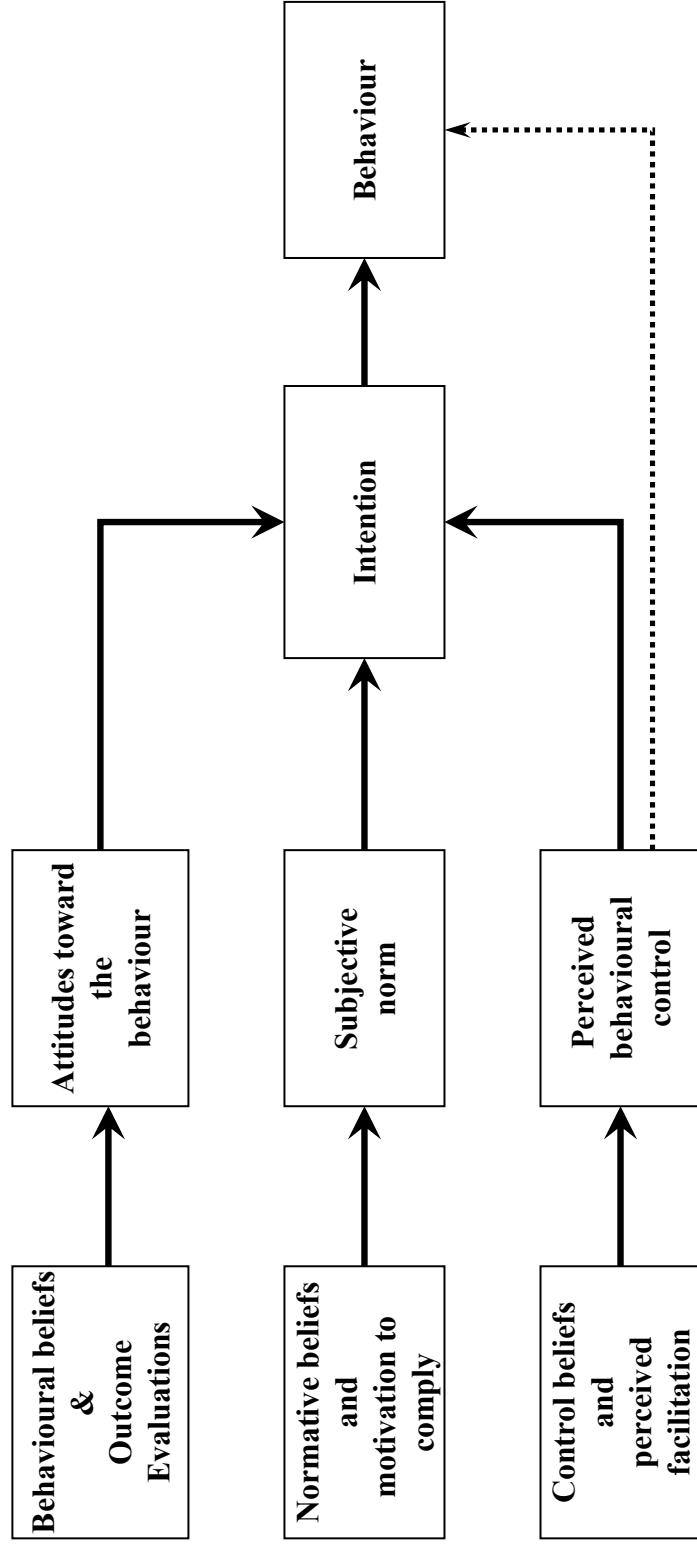 Behavioural beliefs
&
Outcome
Evaluations
Attitudes toward
the
behaviour
Normative beliefs
and
motivation to
comply
Subjective
norm
Intention
Behaviour
Control beliefs
and
perceived
facilitation
Perceived
behavioural
control